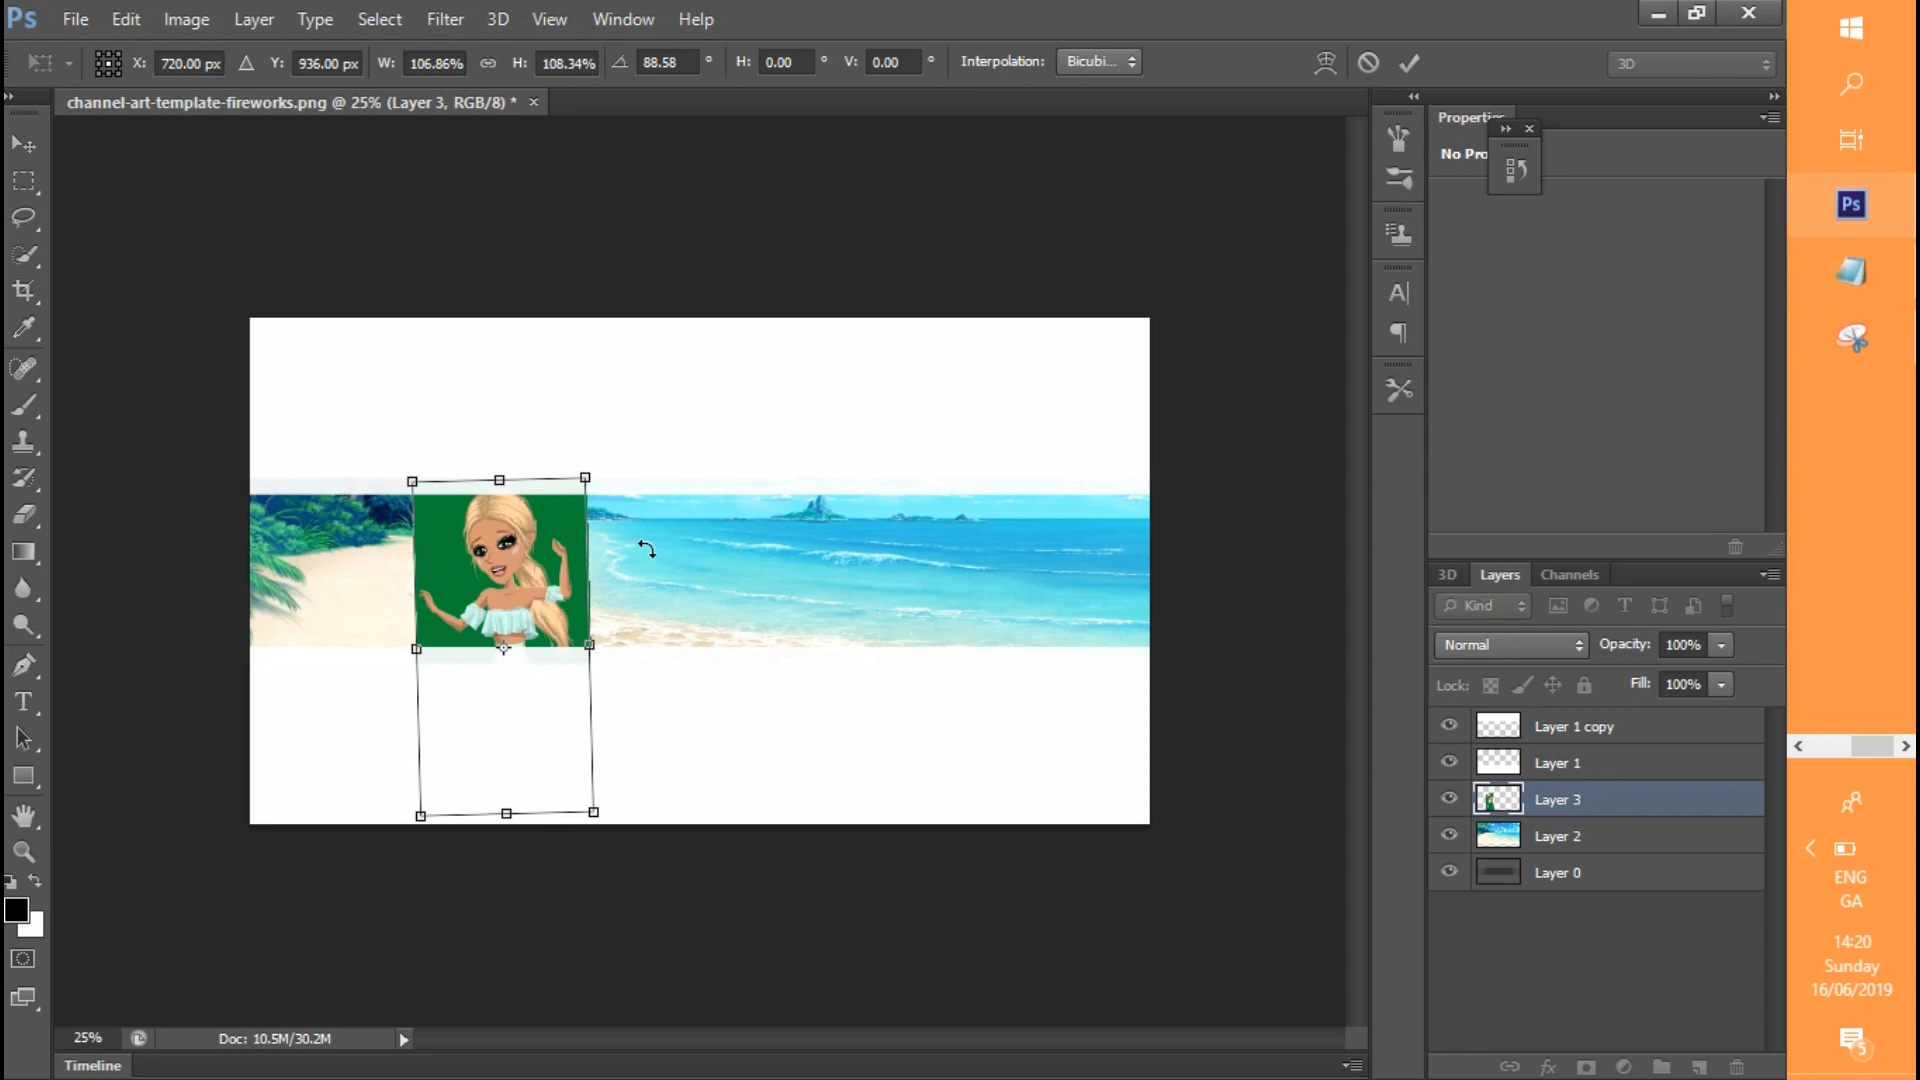 Ps File Edit Image Layer Type Select Filter 3D View Window Help
X: 720.00 px Y: 936.00 px W: 106.86% H: 108.34% 88.58 ° H: 0.00 ° V: 0.00 ° Interpolation: Bicubi... 3D
channel-art-template-fireworks.png @ 25% (Layer 3, RGB/8) *
Properties
No Pro
Ps
3D Layers Channels
Kind
Normal Opacity: 100%
Lock: Fill: 100%
Layer 1 copy
Layer 1
Layer 3
Layer 2
Layer 0
ENG
GA
14:20
Sunday
16/06/2019
5
25% Doc: 10.5M/30.2M
Timeline